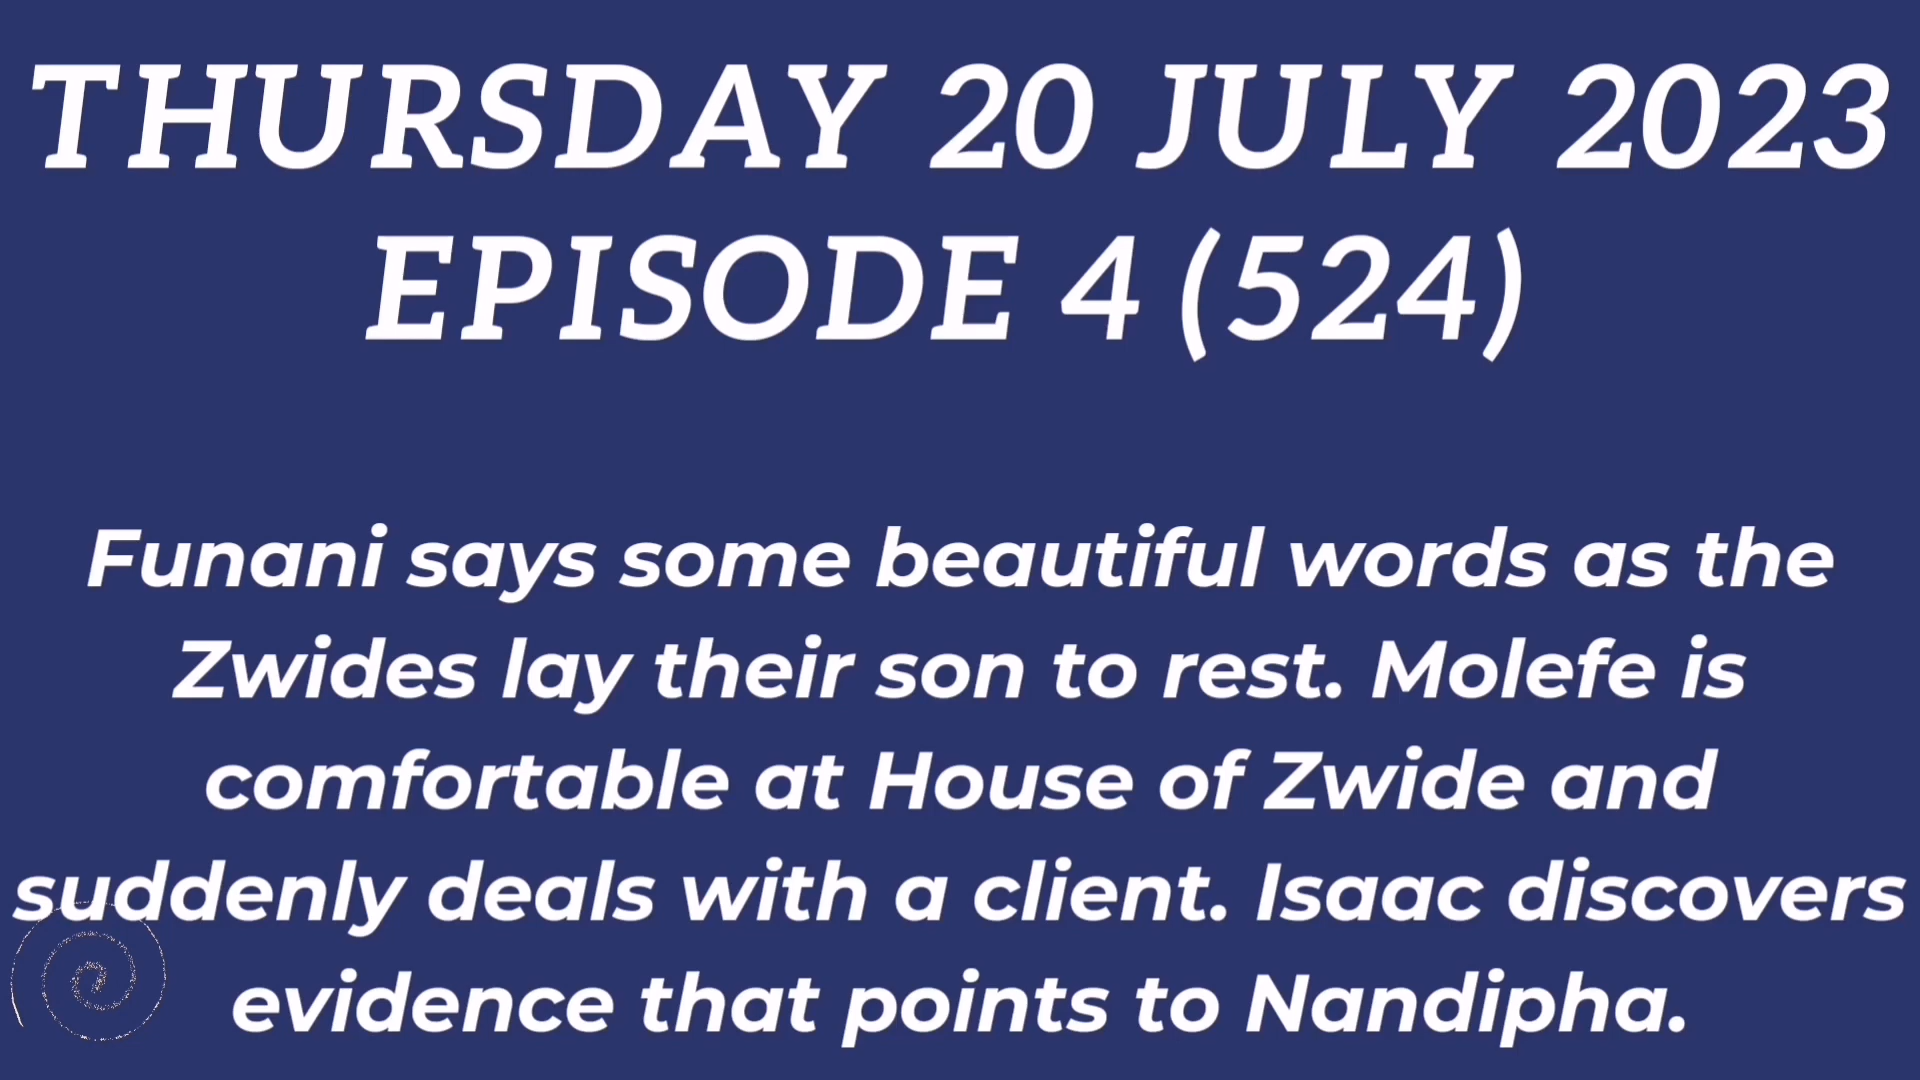 THURSDAY 20 JULY 2023
EPISODE 4 (524)
Funani says some beautiful words as the
Zwides lay their son to rest. Molefe is
comfortable at House of Zwide and
suddenly deals with a client. Isaac discovers
evidence that points to Nandipha.